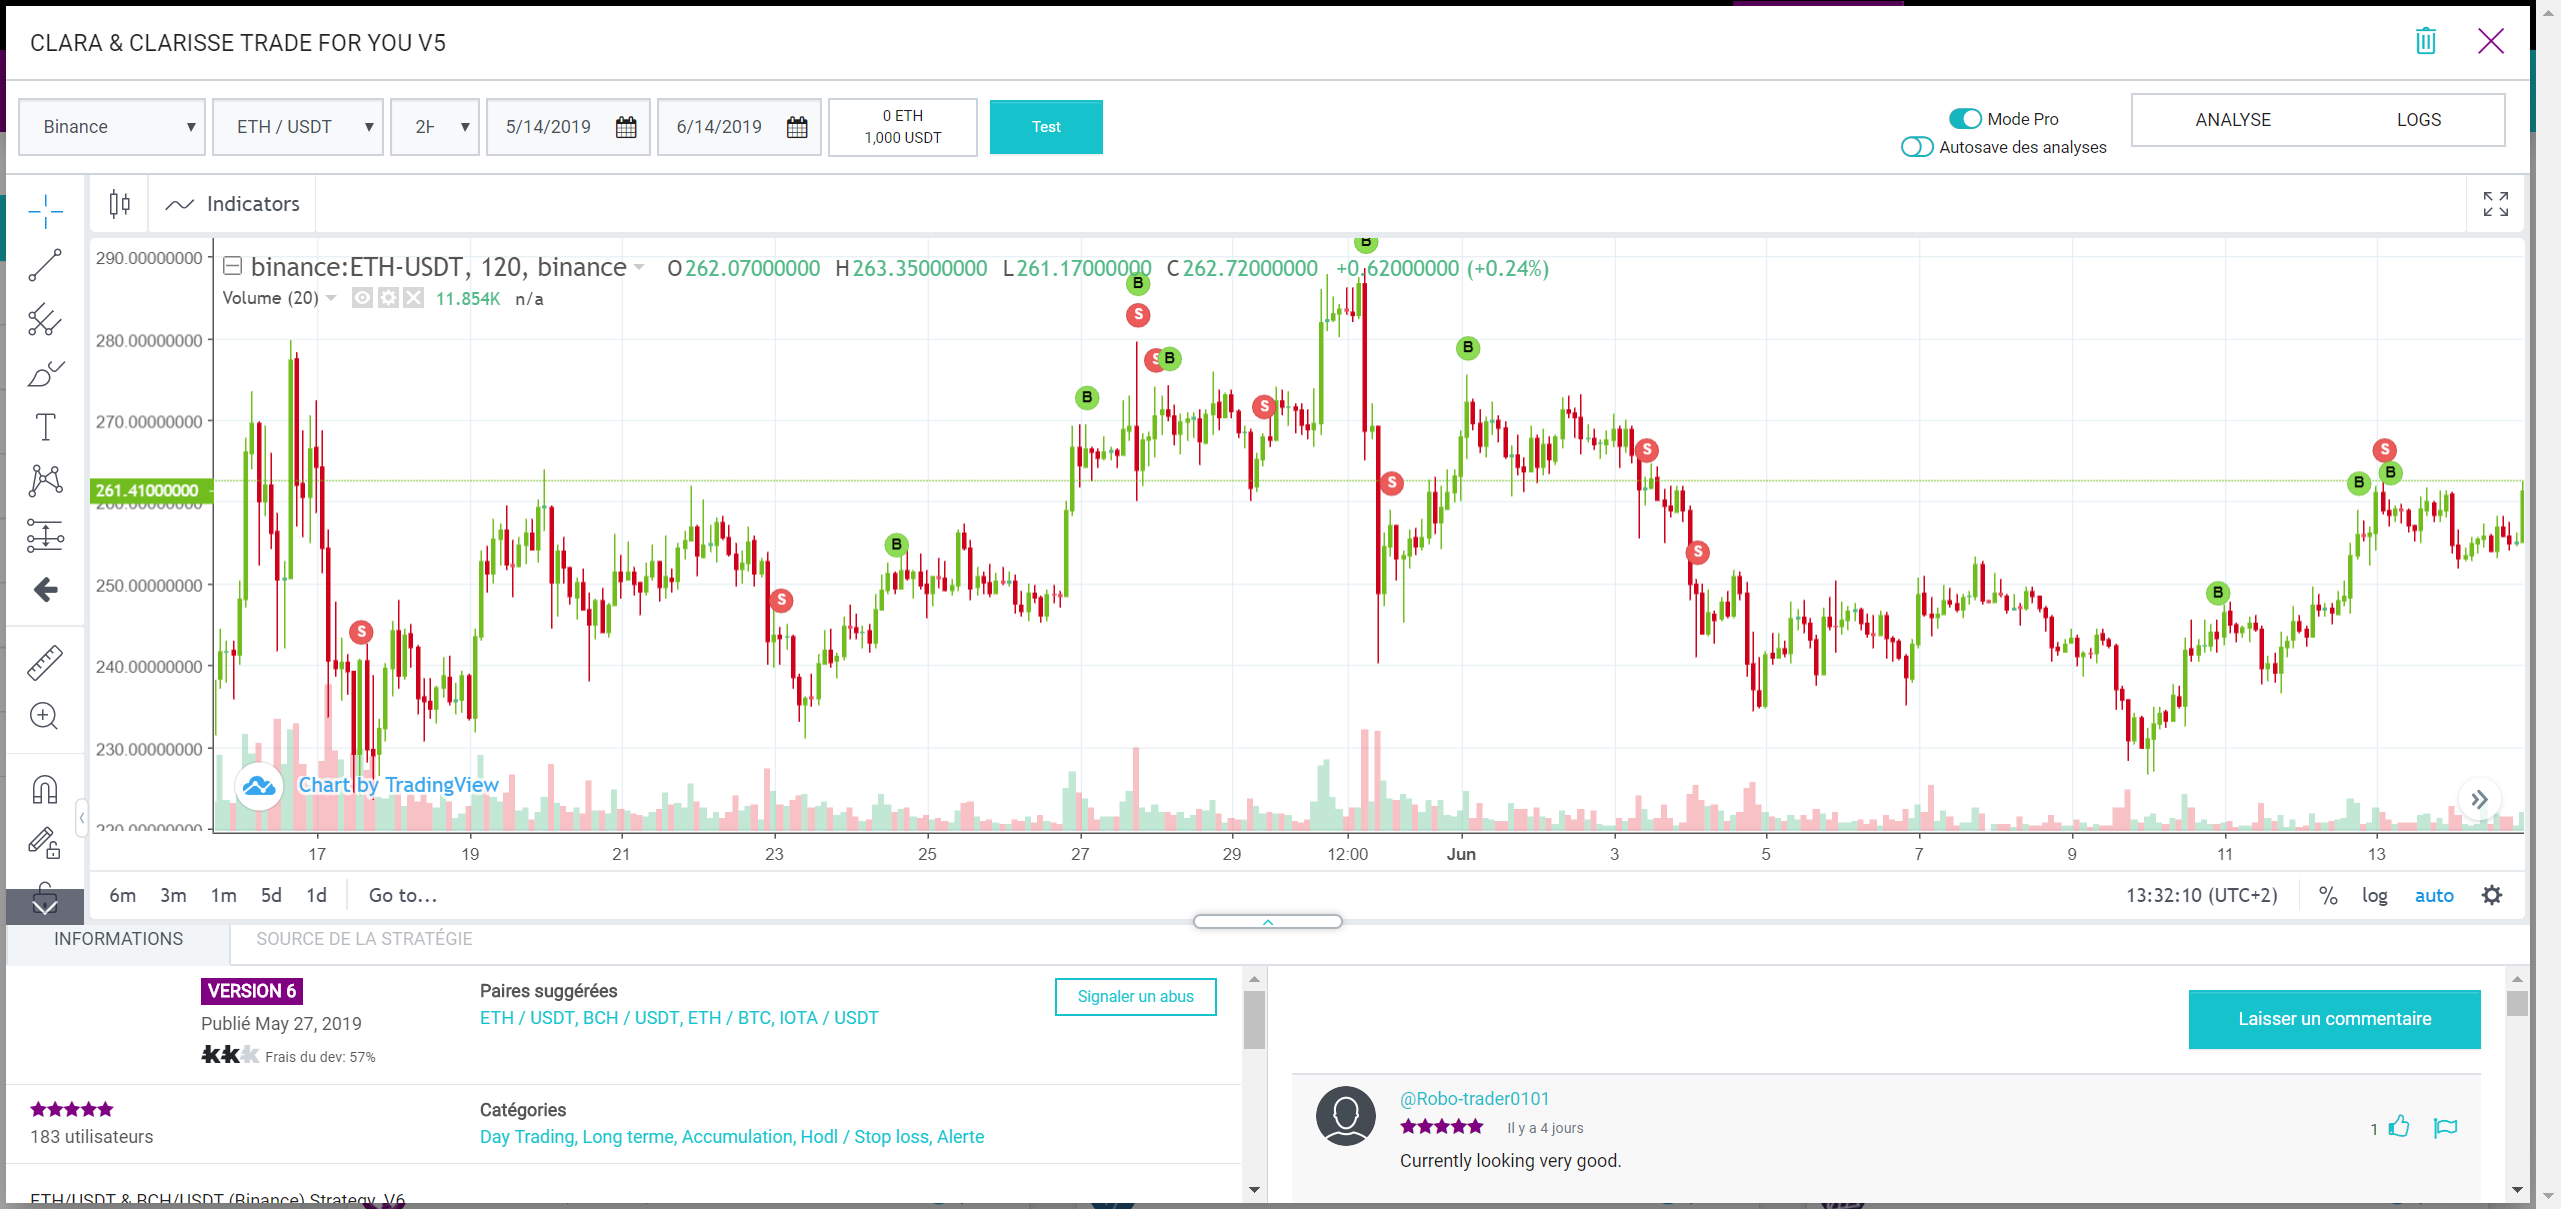 CLARA & CLARISSE TRADE FOR YOU V5
Binance ETH / USDT 2H 5/14/2019 6/14/2019
0 ETH
1,000 USDT
Test
Mode Pro
Autosave des analyses
ANALYSE LOGS
Indicators
binance:ETH-USDT, 120, binance O262.07000000 H263.35000000 L261.17000000 C262.72000000 +0.62000000 (+0.24%)
Volume (20) 11.854K n/a
290.00000000
280.00000000
270.00000000
261.41000000
260.00000000
250.00000000
240.00000000
230.00000000
220.00000000
S
S
B
B
B
S
S
B
S
B
S
B
S
S
B
B
S
B
Chart by TradingView
17 19 21 23 25 27 29 12:00 Jun 3 5 7 9 11 13
6m 3m 1m 5d 1d Go to... 13:32:10 (UTC+2) % log auto
INFORMATIONS SOURCE DE LA STRATÉGIE
VERSION 6
Publié May 27, 2019
Frais du dev: 57%
Paires suggérées
ETH / USDT, BCH / USDT, ETH / BTC, IOTA / USDT
Signaler un abus
183 utilisateurs
Catégories
Day Trading, Long terme, Accumulation, Hodl / Stop loss, Alerte
ETH/USDT & BCH/USDT (Binance) Strategy V6
Laisser un commentaire
@Robo-trader0101
Il y a 4 jours
1
Currently looking very good.